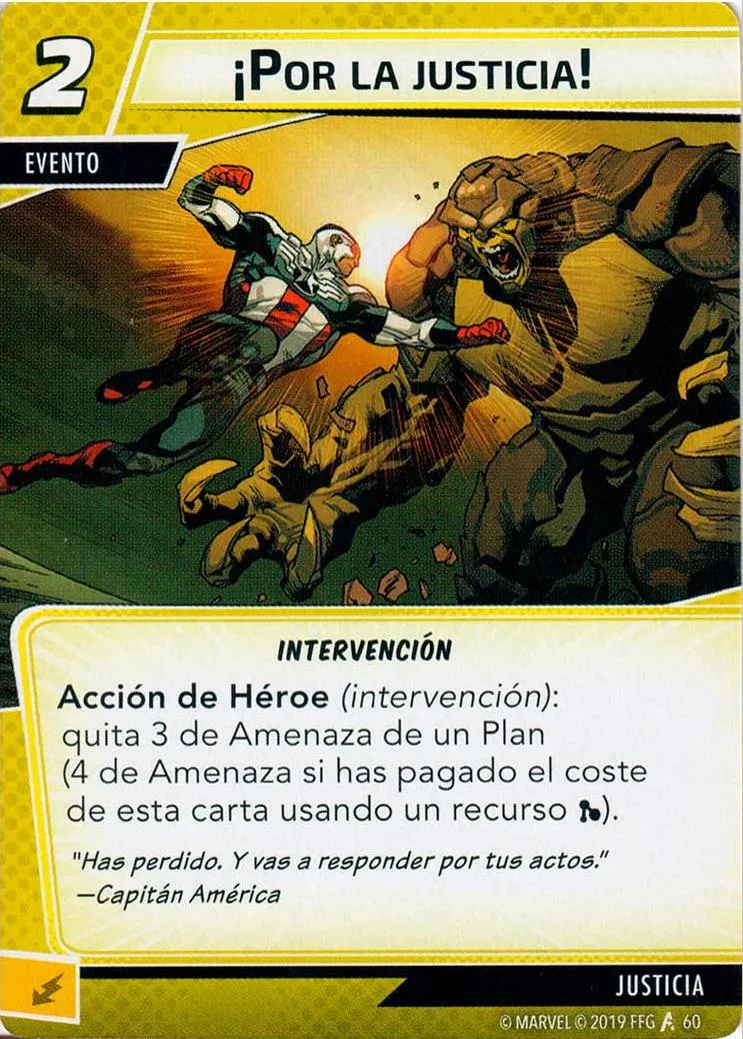 2
¡POR LA JUSTICIA!
EVENTO
INTERVENCIÓN
Acción de Héroe (intervención):
quita 3 de Amenaza de un Plan
(4 de Amenaza si has pagado el coste
de esta carta usando un recurso ).
"Has perdido. Y vas a responder por tus actos."
—Capitán América
JUSTICIA
© MARVEL © 2019 FFG 60